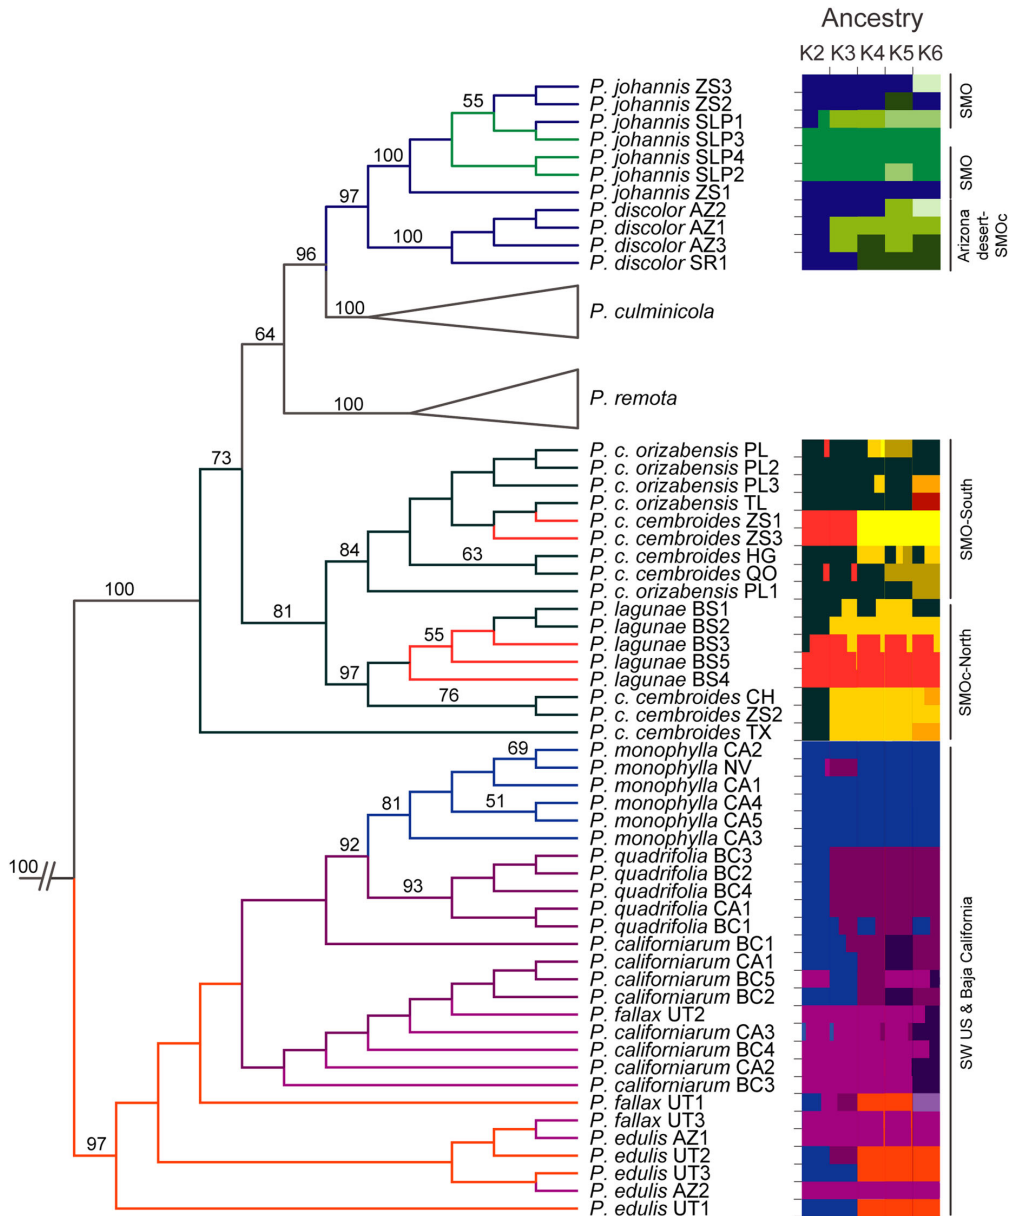 Ancestry
K2 K3 K4 K5 K6
P. johannis ZS3
55
P. johannis ZS2
P. johannis SLP1
SMO
P. johannis SLP3
100
P. johannis SLP4
P. johannis SLP2
SMO
P. johannis ZS1
97
P. discolor AZ2
P. discolor AZ1
100
P. discolor AZ3
Arizona
desert-
SMOc
96
P. discolor SR1
100
P. culminicola
64
100
P. remota
73
P. c. orizabensis PL
P. c. orizabensis PL2
P. c. orizabensis PL3
P. c. orizabensis TL
P. c. cembroides ZS1
SMO-South
P. c. cembroides ZS3
84
63
P. c. cembroides HG
P. c. cembroides QO
100
P. c. orizabensis PL1
81
P. lagunae BS1
P. lagunae BS2
55
P. lagunae BS3
P. lagunae BS5
SMOc-North
97
P. lagunae BS4
76
P. c. cembroides CH
P. c. cembroides ZS2
P. c. cembroides TX
69
P. monophylla CA2
P. monophylla NV
P. monophylla CA1
81
51
P. monophylla CA4
P. monophylla CA5
P. monophylla CA3
92
P. quadrifolia BC3
100
P. quadrifolia BC2
93
P. quadrifolia BC4
P. quadrifolia CA1
P. quadrifolia BC1
P. californiarum BC1
SW US & Baja California
P. californiarum CA1
P. californiarum BC5
P. californiarum BC2
P. fallax UT2
P. californiarum CA3
P. californiarum BC4
P. californiarum CA2
P. californiarum BC3
P. fallax UT1
P. fallax UT3
97
P. edulis AZ1
P. edulis UT2
P. edulis UT3
P. edulis AZ2
P. edulis UT1